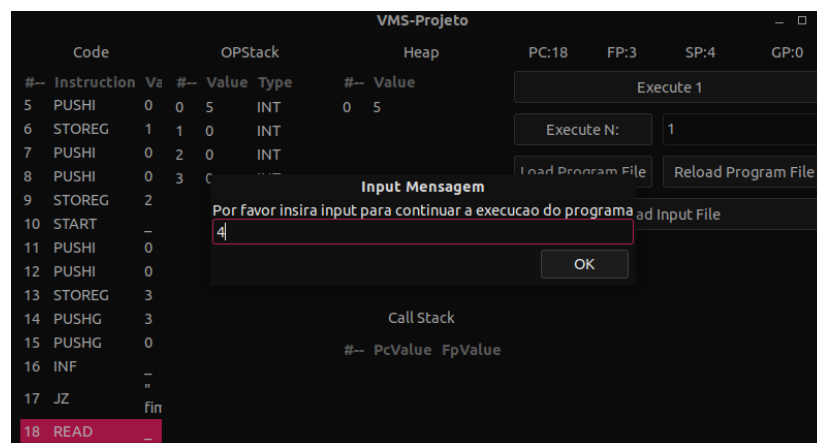 VMS-Projeto
Code OPStack Heap PC:18 FP:3 SP:4 GP:0
#-- Instruction Va #-- Value Type #-- Value Execute 1
5 PUSHI 0 0 5 INT 0 5
6 STOREG 1 1 0 INT Execute N: 1
7 PUSHI 0 2 0 INT
8 PUSHI 0 3 Load Program File Reload Program File
Input Mensagem
9 STOREG 2 Por favor insira input para continuar a execucao do programa ad Input File
10 START _ 4
11 PUSHI 0
12 PUSHI 0 OK
13 STOREG 3
14 PUSHG 3 Call Stack
15 PUSHG 0 #-- PcValue FpValue
16 INF _
17 JZ " fim
18 READ _